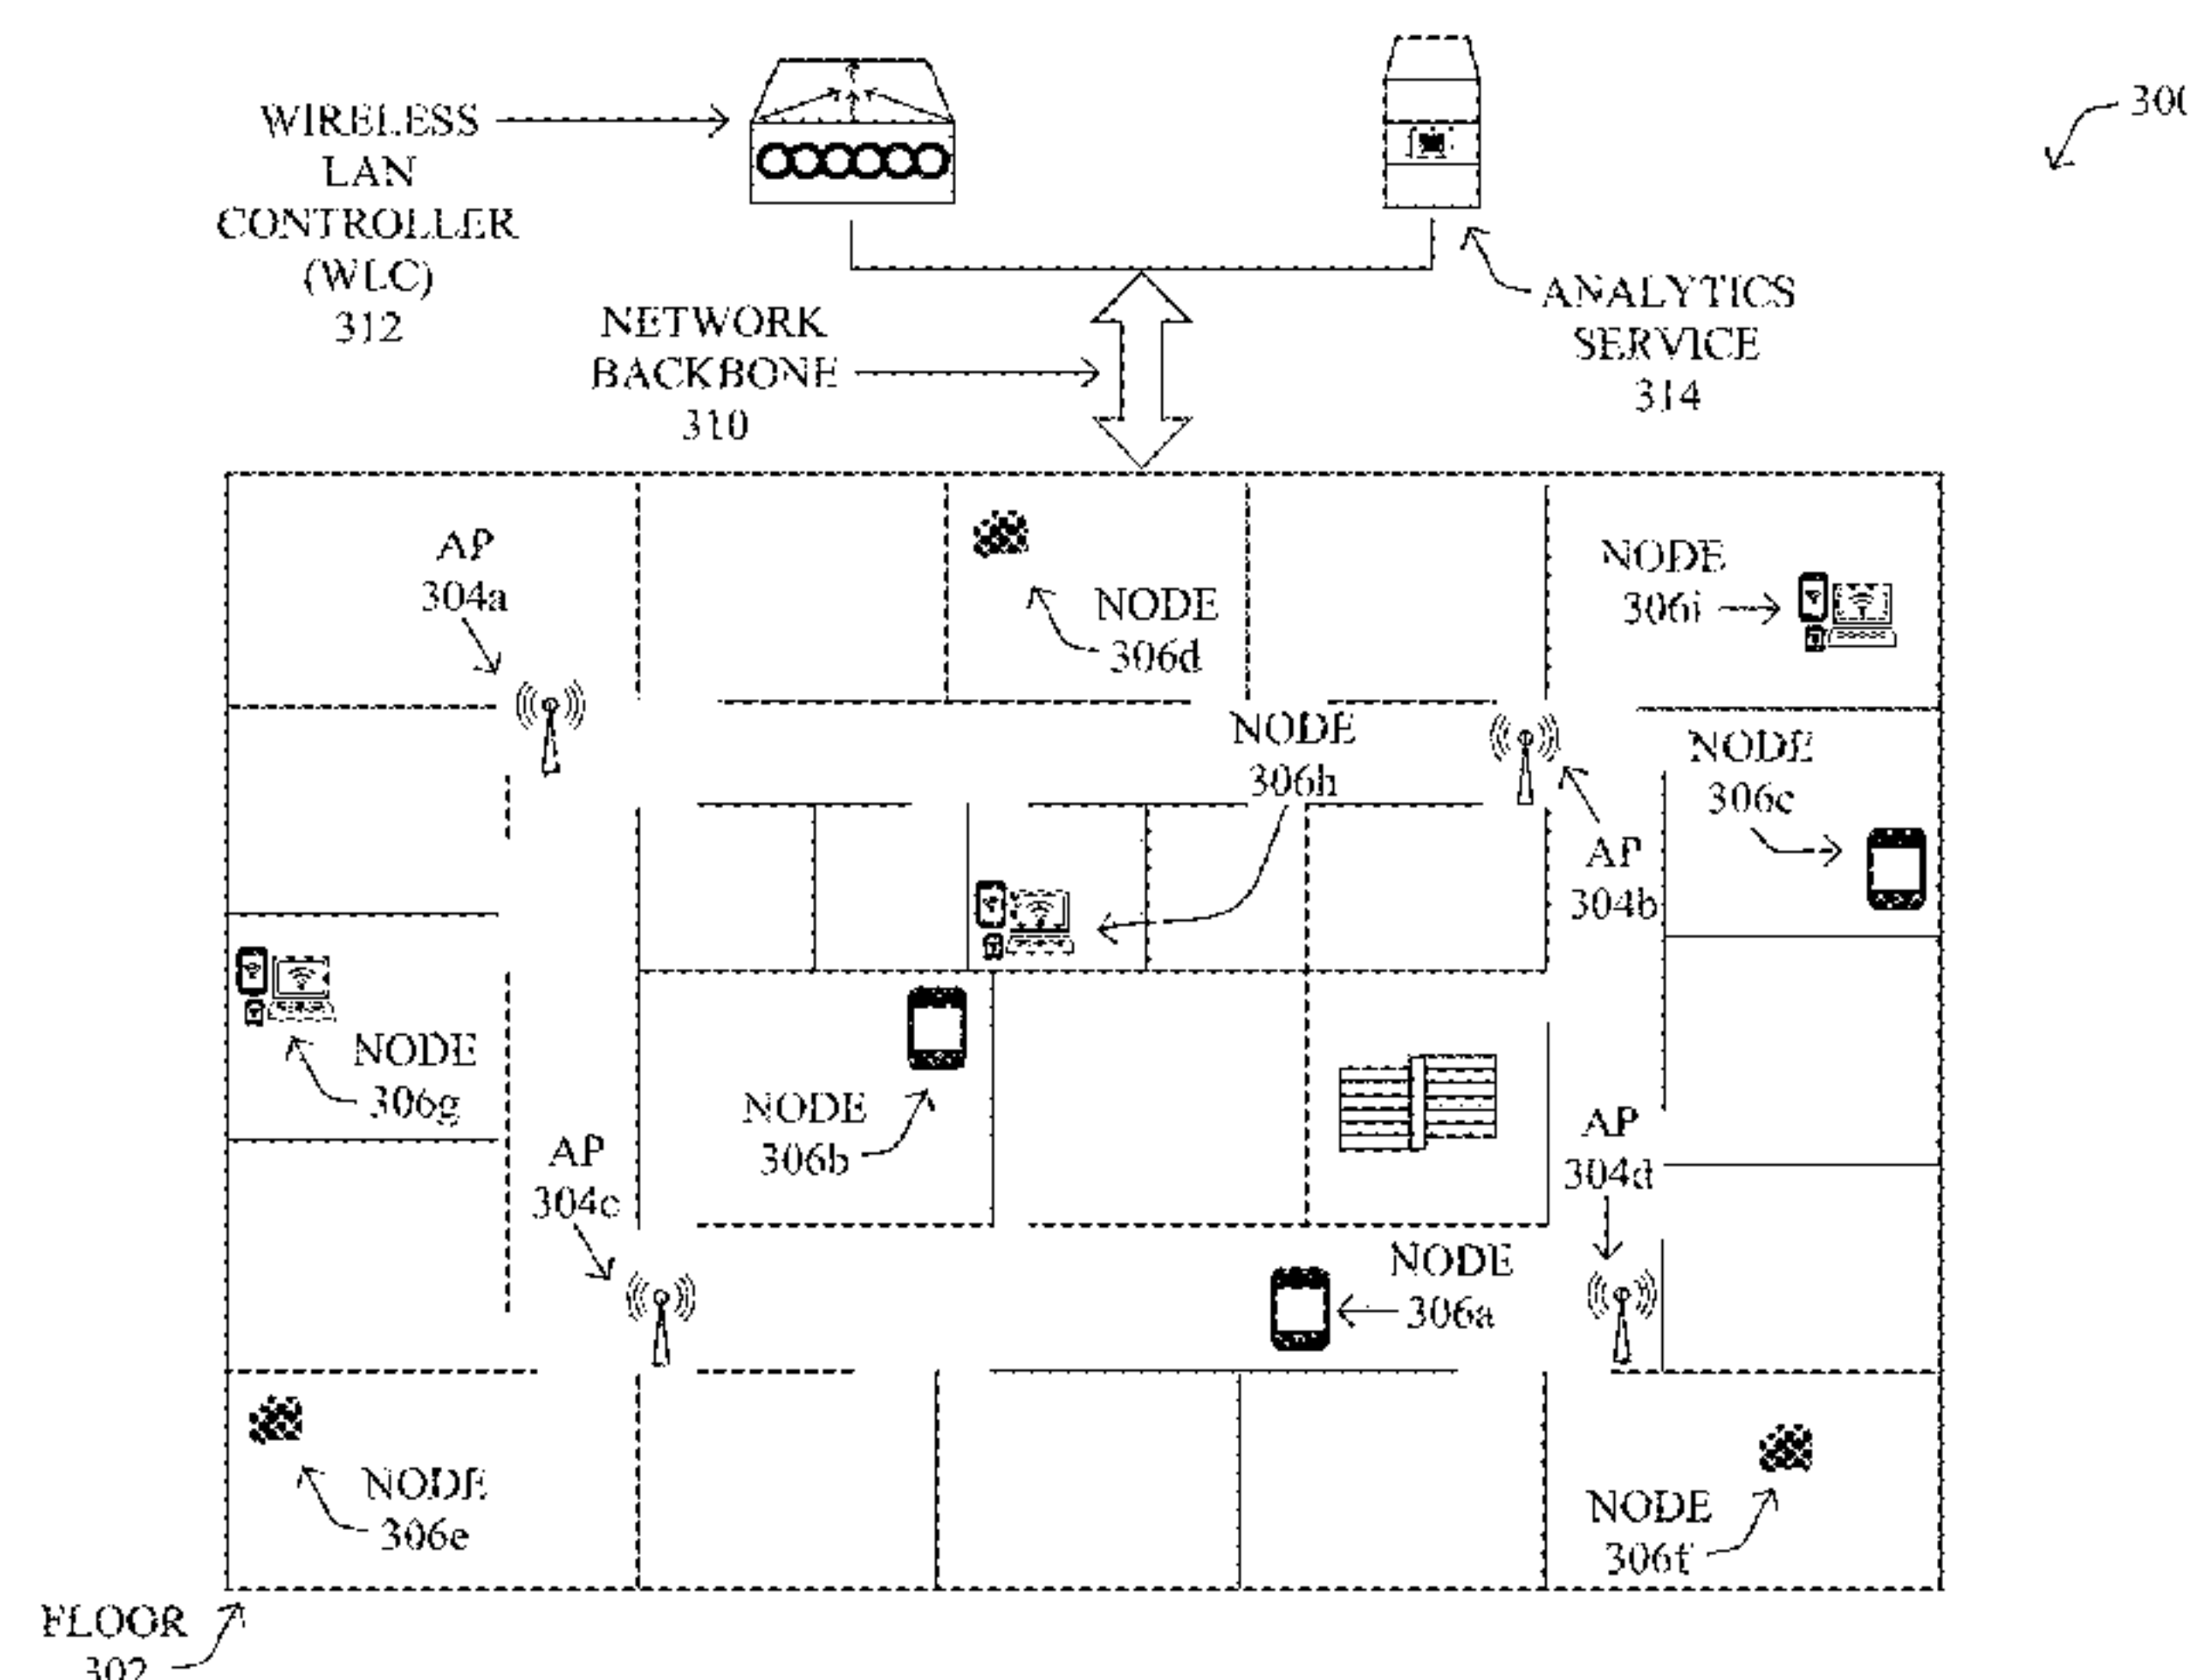 WIRELESS
LAN
CONTROLLER
(WLC)
312
300
NETWORK
BACKBONE
310
ANALYTICS
SERVICE
314
AP
304a
NODE
306d
NODE
306i
NODE
306h
NODE
306c
AP
304b
NODE
306g
NODE
306b
AP
304c
AP
304d
NODE
306a
NODE
306e
NODE
306f
FLOOR
302